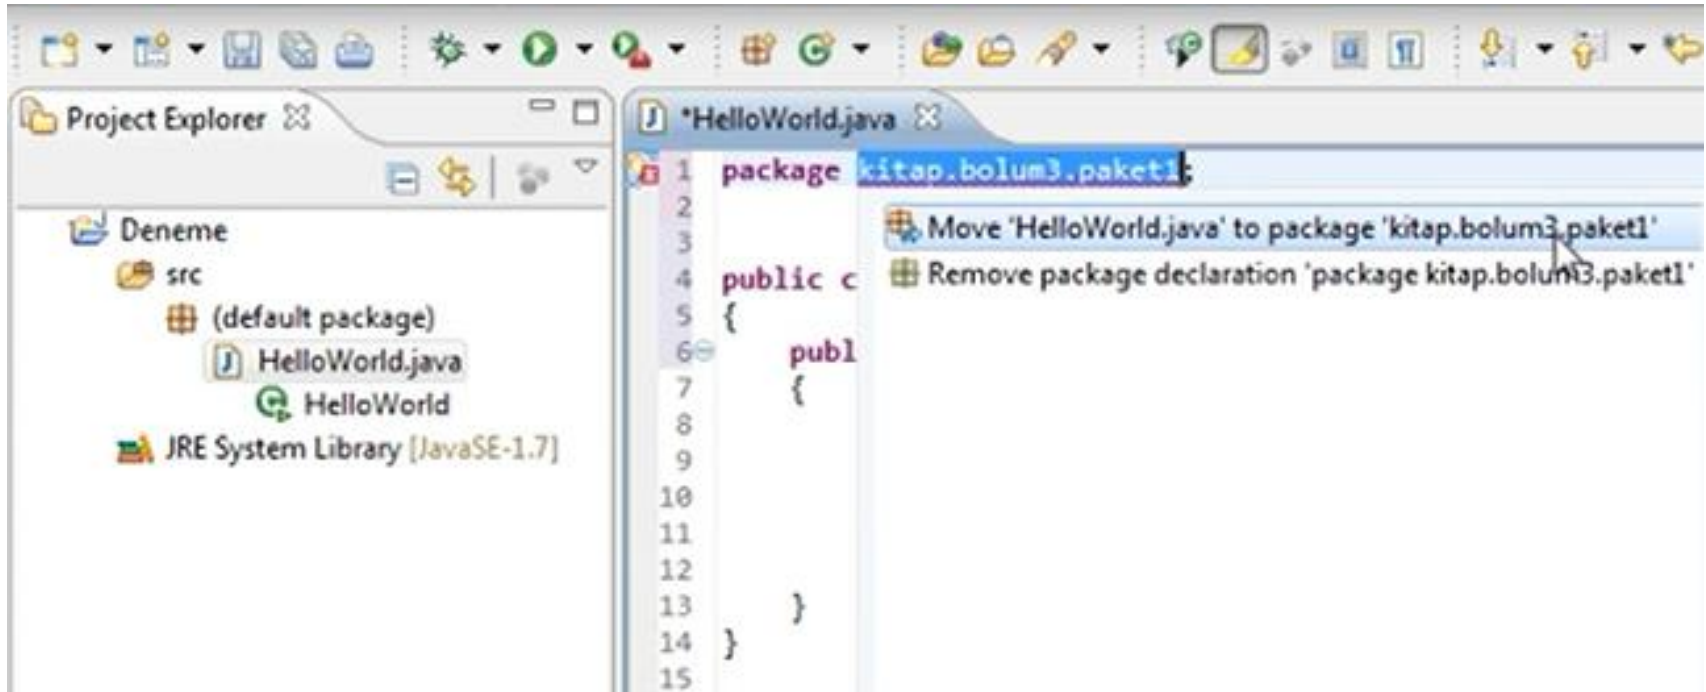 Project Explorer
Deneme
src
(default package)
HelloWorld.java
HelloWorld
JRE System Library [JavaSE-1.7]
*HelloWorld.java
1 package kitap.bolum3.paket1;
2
3
4 public c
5 {
6 publ
7 {
8
9
10
11
12
13 }
14 }
15
Move 'HelloWorld.java' to package 'kitap.bolum3.paket1'
Remove package declaration 'package kitap.bolum3.paket1'